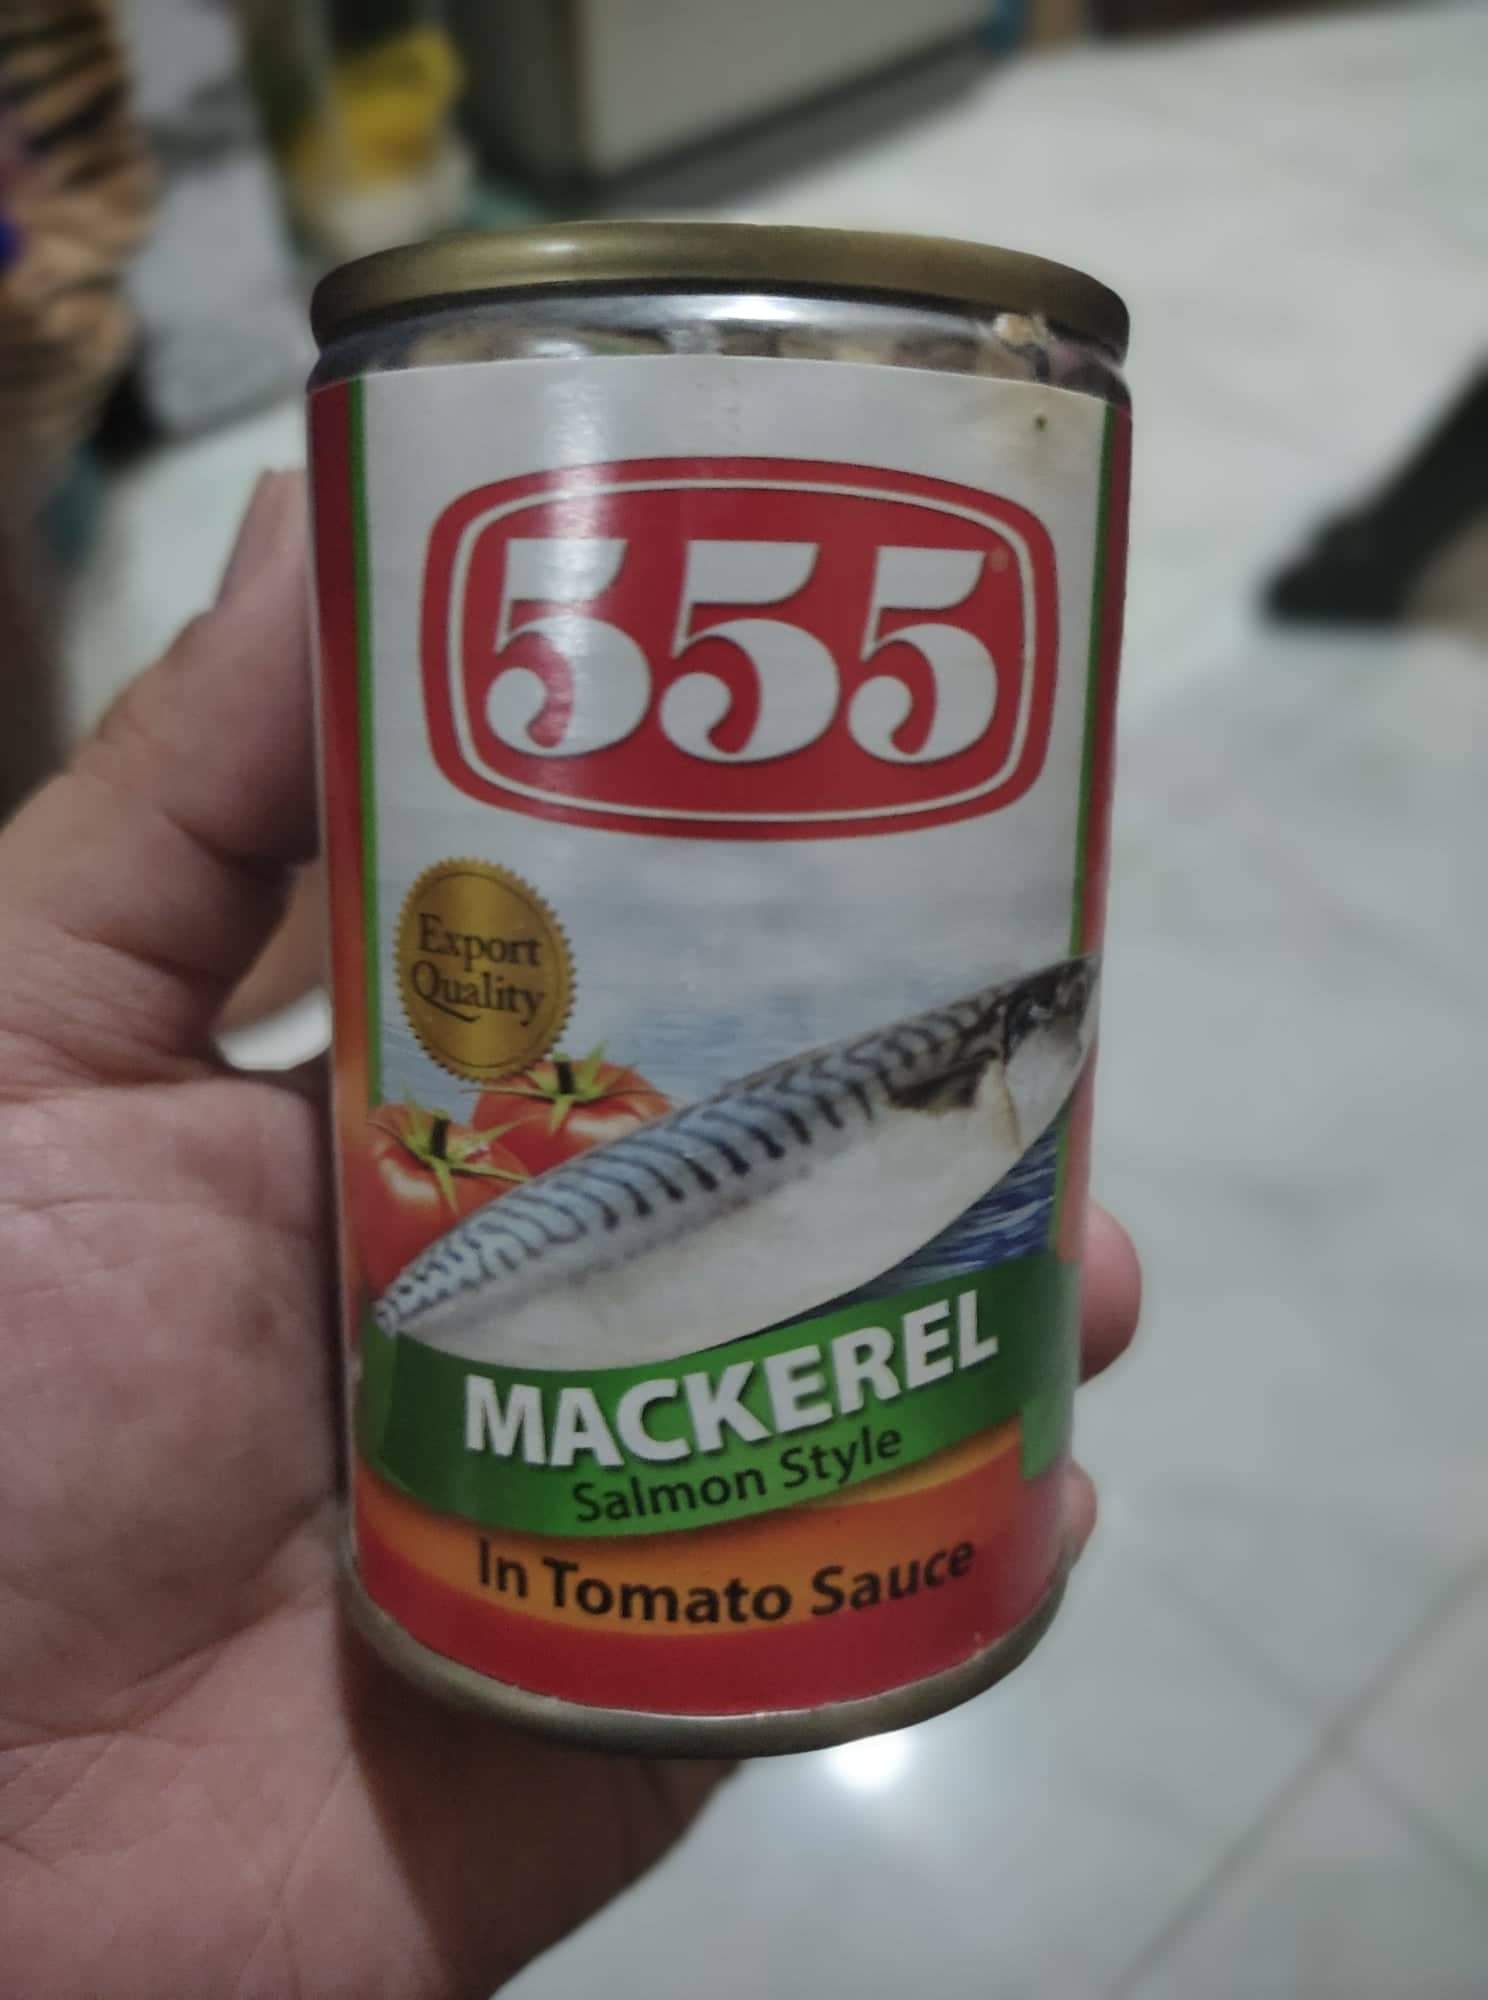 555
Export
Quality
MACKEREL
Salmon Style
In Tomato Sauce